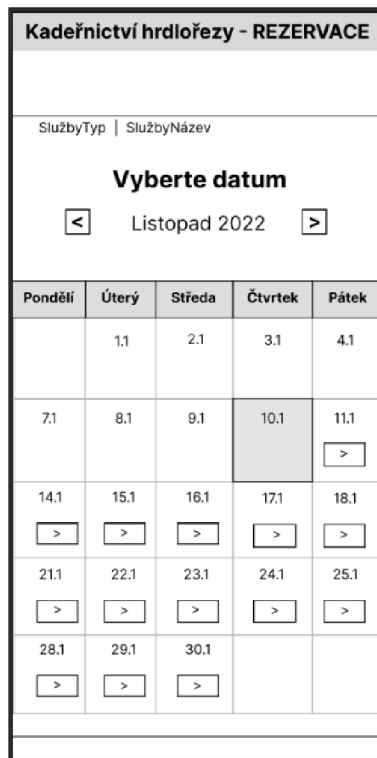 Kadeřnictví hrdlořezy - REZERVACE
SlužbyTyp | SlužbyNázev
Vyberte datum
< Listopad 2022 >
Pondělí Úterý Středa Čtvrtek Pátek
1.1 2.1 3.1 4.1
7.1 8.1 9.1 10.1 11.1
>
14.1 15.1 16.1 17.1 18.1
> > > > >
21.1 22.1 23.1 24.1 25.1
> > > > >
28.1 29.1 30.1
> > >